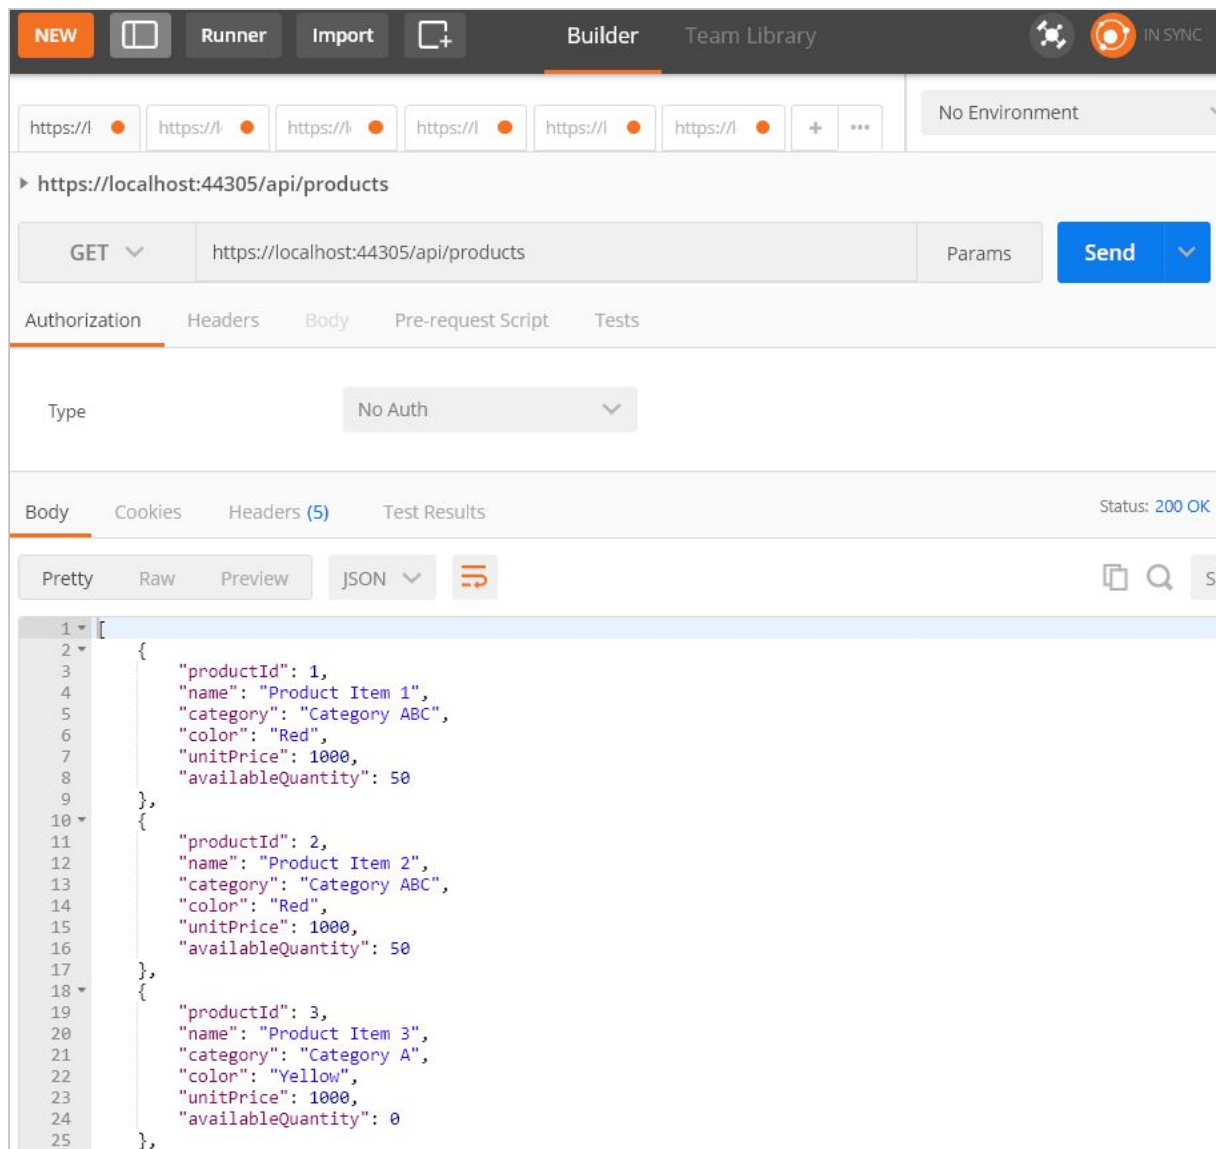 NEW Runner Import Builder Team Library IN SYNC
https://l https://l https://l https://l https://l https://l + ••• No Environment
https://localhost:44305/api/products
GET https://localhost:44305/api/products Params Send
Authorization Headers Body Pre-request Script Tests
Type No Auth
Body Cookies Headers (5) Test Results Status: 200 OK
Pretty Raw Preview JSON S
1 [
2 {
3 "productId": 1,
4 "name": "Product Item 1",
5 "category": "Category ABC",
6 "color": "Red",
7 "unitPrice": 1000,
8 "availableQuantity": 50
9 },
10 {
11 "productId": 2,
12 "name": "Product Item 2",
13 "category": "Category ABC",
14 "color": "Red",
15 "unitPrice": 1000,
16 "availableQuantity": 50
17 },
18 {
19 "productId": 3,
20 "name": "Product Item 3",
21 "category": "Category A",
22 "color": "Yellow",
23 "unitPrice": 1000,
24 "availableQuantity": 0
25 },